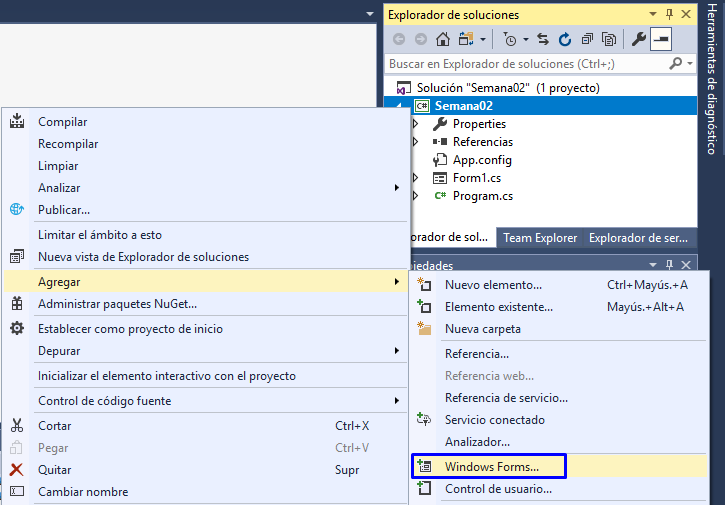 Explorador de soluciones
Buscar en Explorador de soluciones (Ctrl+;)
Solución "Semana02" (1 proyecto)
C# Semana02
Properties
Referencias
App.config
Form1.cs
C# Program.cs
orador de sol... Team Explorer Explorador de ser...
iedades
Herramientas de diagnóstico
Compilar
Recompilar
Limpiar
Analizar
Publicar...
Limitar el ámbito a esto
Nueva vista de Explorador de soluciones
Agregar
Administrar paquetes NuGet...
Establecer como proyecto de inicio
Depurar
Inicializar el elemento interactivo con el proyecto
Control de código fuente
Cortar Ctrl+X
Pegar Ctrl+V
Quitar Supr
Cambiar nombre
Nuevo elemento... Ctrl+Mayús.+A
Elemento existente... Mayús.+Alt+A
Nueva carpeta
Referencia...
Referencia web...
Referencia de servicio...
Servicio conectado
Analizador...
Windows Forms...
Control de usuario...